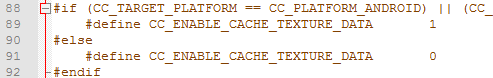 88 #if (CC_TARGET_PLATFORM == CC_PLATFORM_ANDROID) || (CC_
89 #define CC_ENABLE_CACHE_TEXTURE_DATA 1
90 #else
91 #define CC_ENABLE_CACHE_TEXTURE_DATA 0
92 #endif